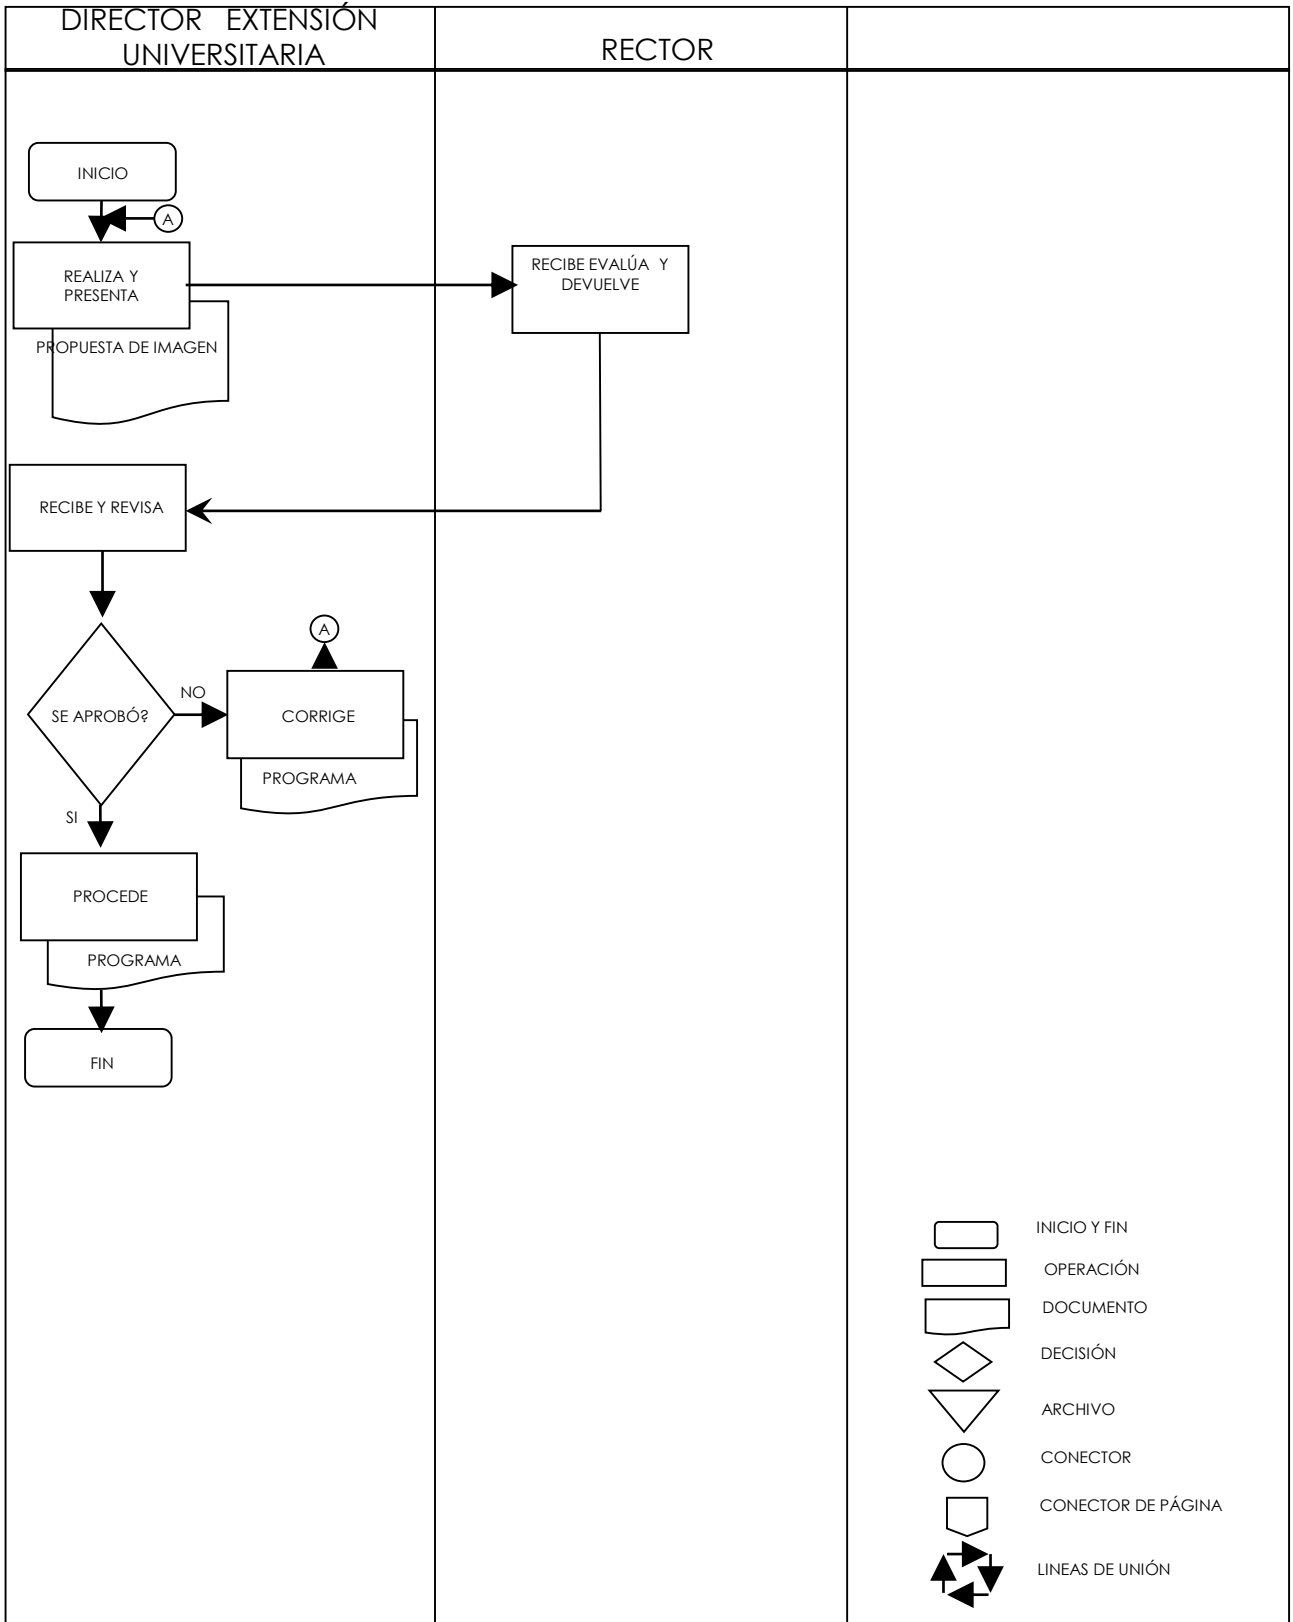 DIRECTOR EXTENSIÓN
UNIVERSITARIA
RECTOR
INICIO
A
REALIZA Y
PRESENTA
PROPUESTA DE IMAGEN
RECIBE EVALÚA Y
DEVUELVE
RECIBE Y REVISA
A
SE APROBÓ?
NO
CORRIGE
PROGRAMA
SI
PROCEDE
PROGRAMA
FIN
INICIO Y FIN
OPERACIÓN
DOCUMENTO
DECISIÓN
ARCHIVO
CONECTOR
CONECTOR DE PÁGINA
LINEAS DE UNIÓN